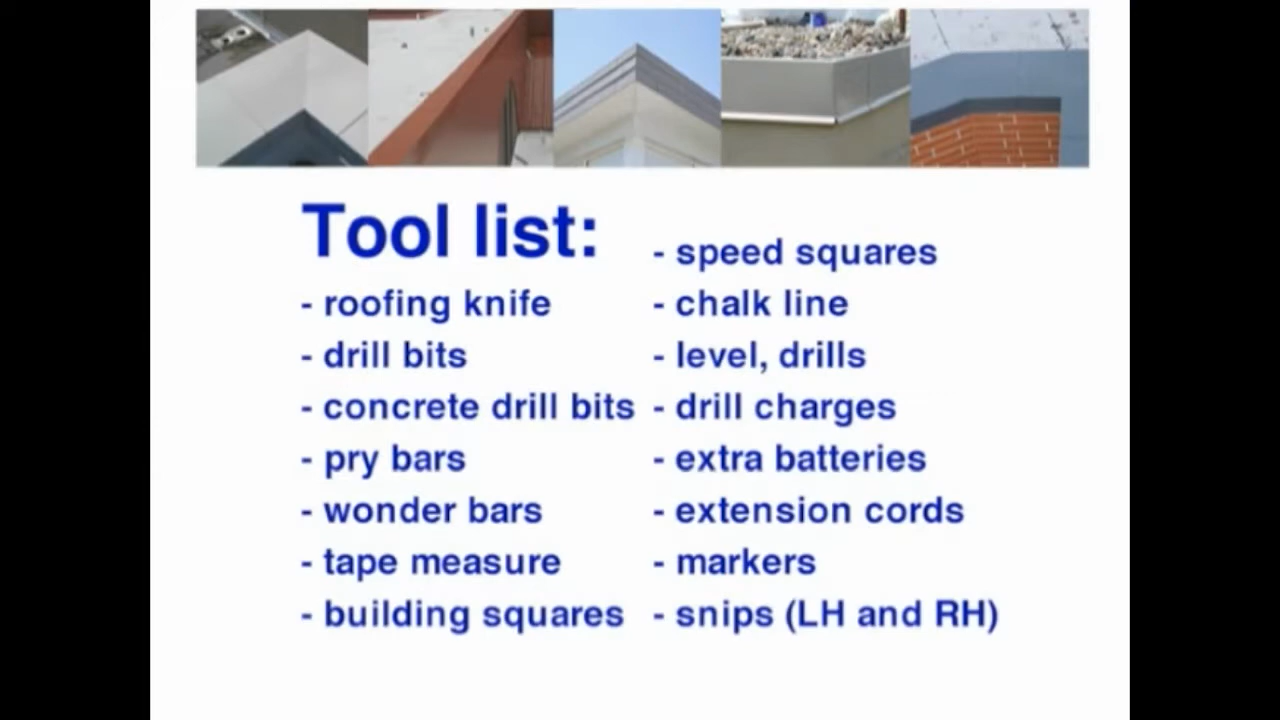 Tool list:
- roofing knife
- drill bits
- concrete drill bits
- pry bars
- wonder bars
- tape measure
- building squares
- speed squares
- chalk line
- level, drills
- drill charges
- extra batteries
- extension cords
- markers
- snips (LH and RH)